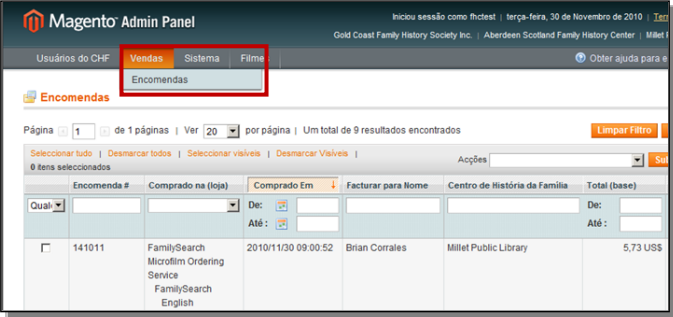 Magento Admin Panel
Iniciou sessão como fhctest | terça-feira, 30 de Novembro de 2010 |
Gold Coast Family History Society Inc. | Aberdeen Scotland Family History Center | Millet
Usuários do CHF Vendas Sistema Filmes Obter ajuda para e
Encomendas
Encomendas
Página 1 de 1 páginas | Ver 20 por página | Um total de 9 resultados encontrados Limpar Filtro
Seleccionar tudo | Desmarcar todos | Seleccionar visíveis | Desmarcar Visíveis |
0 itens seleccionados Acções Sul
Encomenda # Comprado na (loja) Comprado Em ↓ Facturar para Nome Centro de História da Família Total (base)
Qual De: De:
Até : Até :
141011 FamilySearch 2010/11/30 09:00:52 Brian Corrales Millet Public Library 5,73 US$
Microfilm Ordering
Service
FamilySearch
English